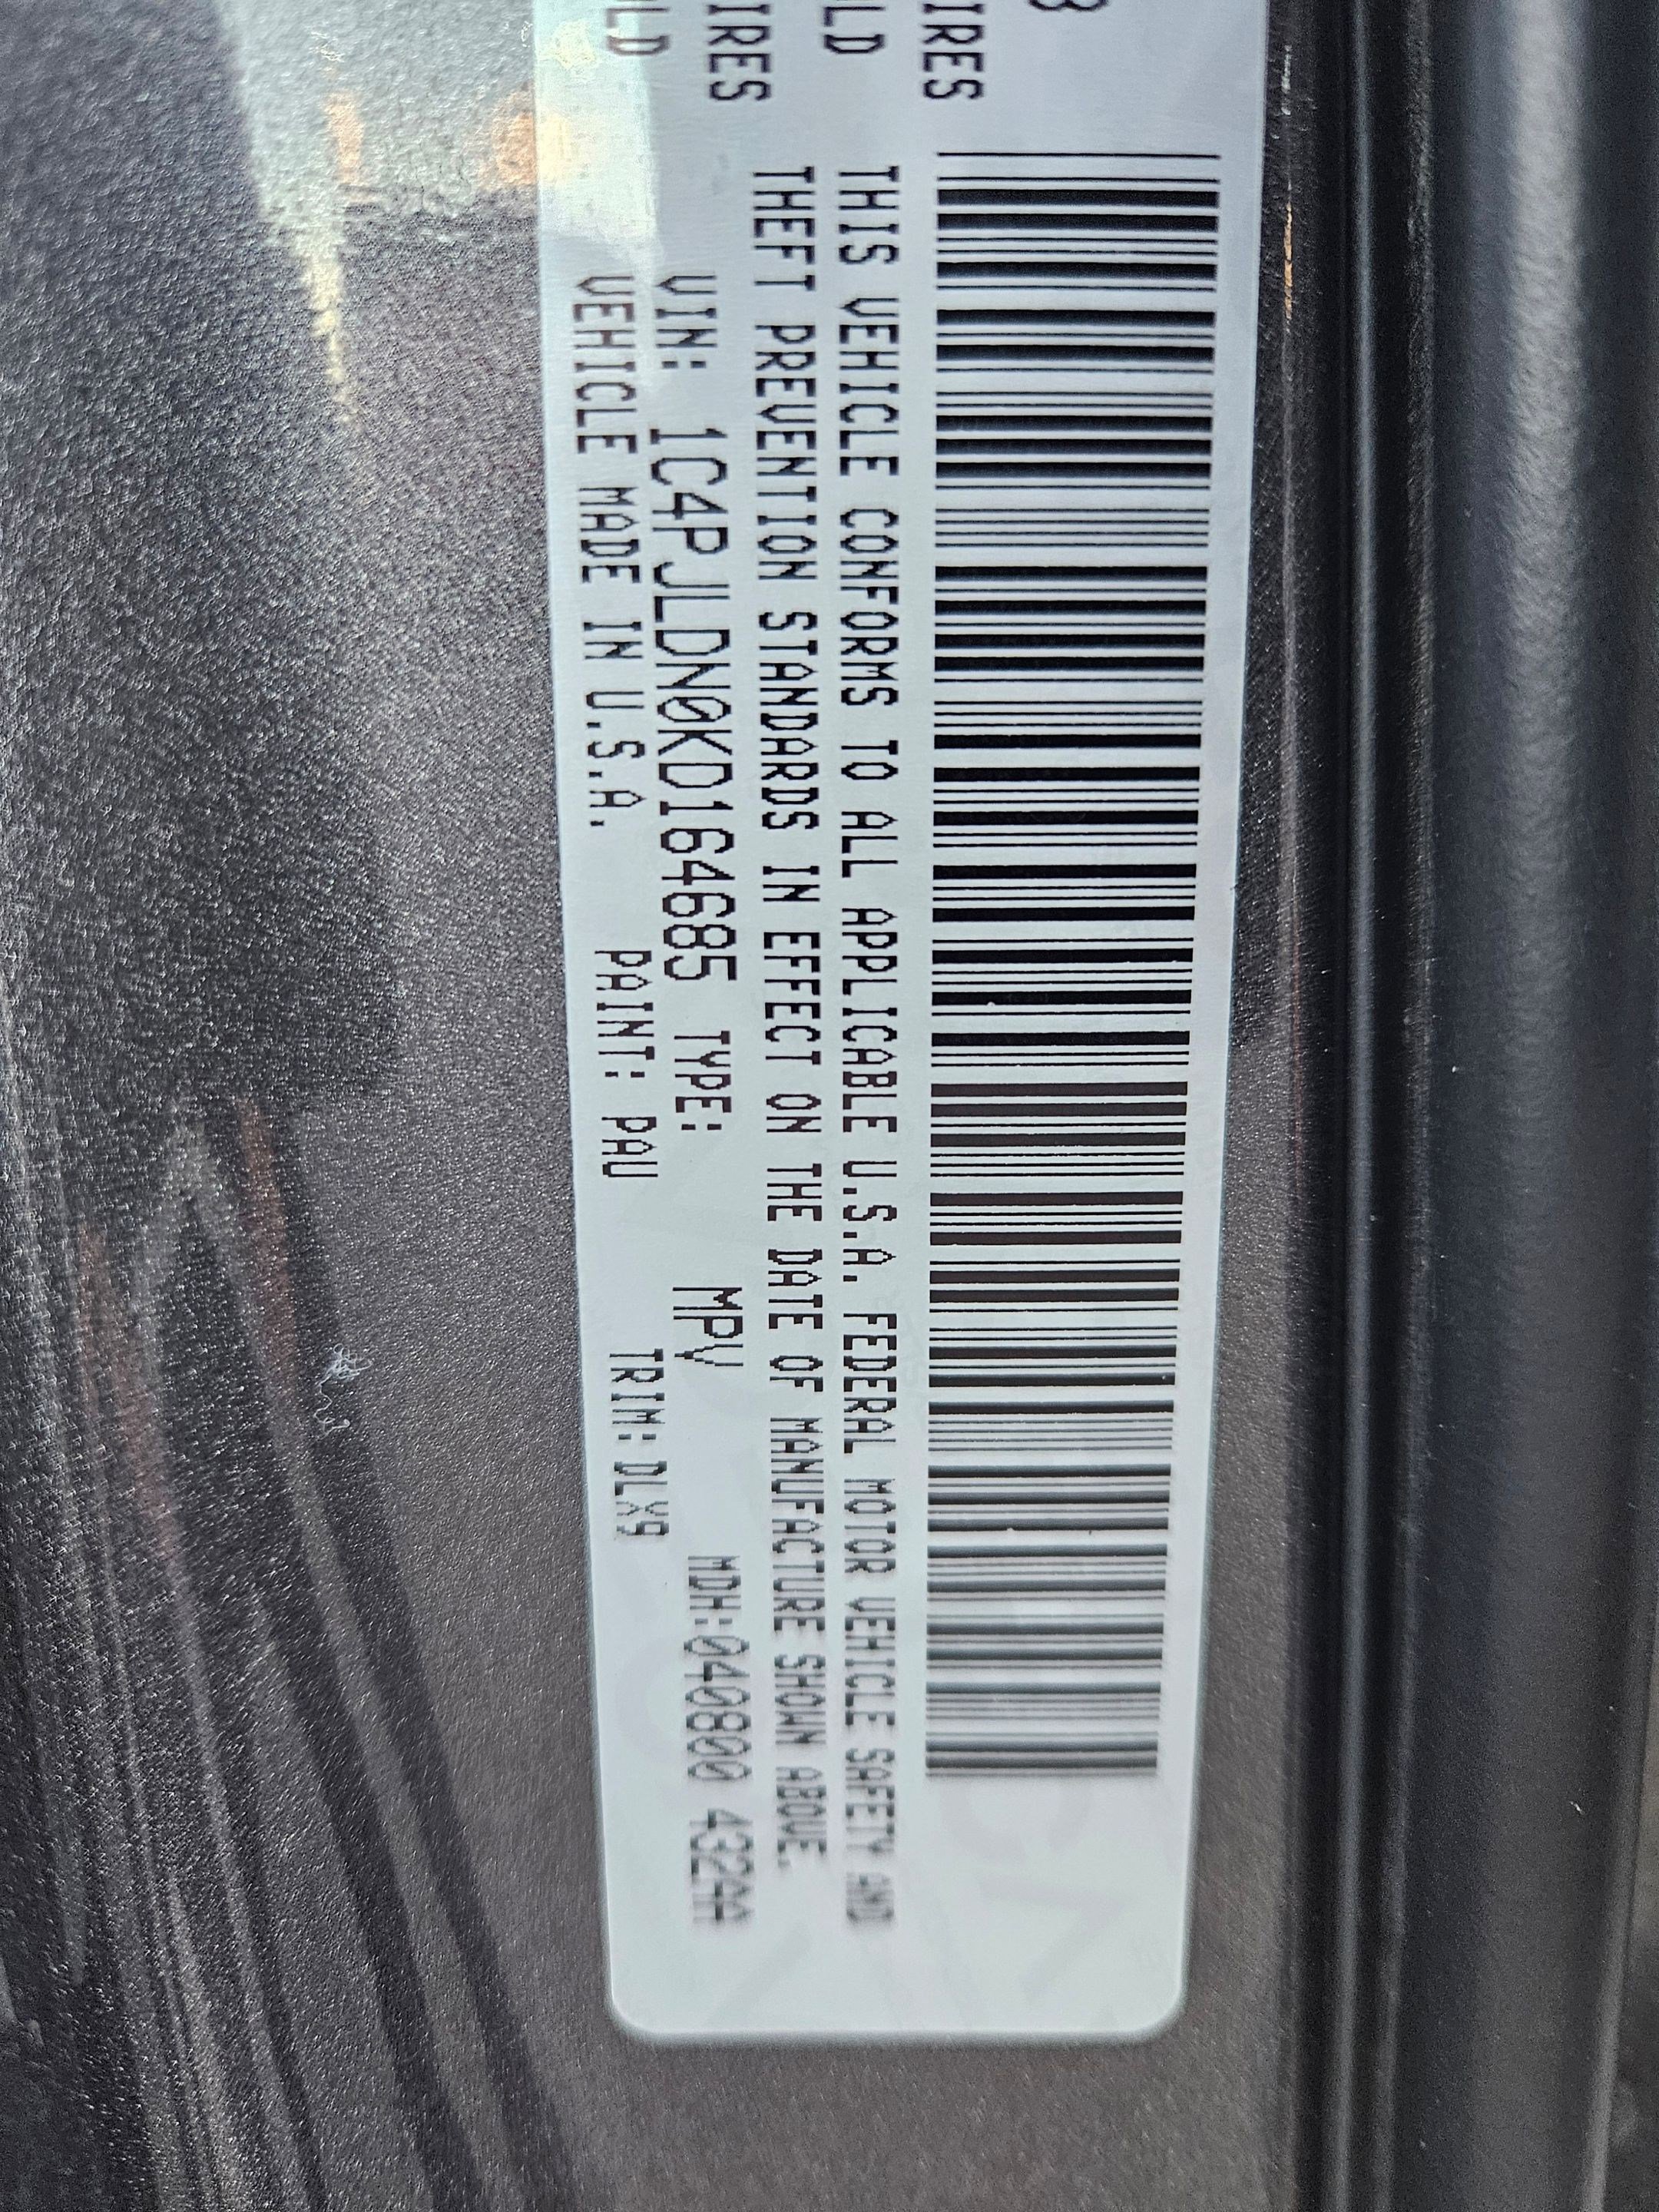 8
IRES
LD
IRES
LD
THIS VEHICLE CONFORMS TO ALL APPLICABLE U.S.A. FEDERAL MOTOR VEHICLE SAFETY AND
THEFT PREVENTION STANDARDS IN EFFECT ON THE DATE OF MANUFACTURE SHOWN ABOVE.
VIN: 1C4PJLDN0KD164685 TYPE: MPV MDH:040800 432AA
VEHICLE MADE IN U.S.A. PAINT: PAU TRIM: DLX9